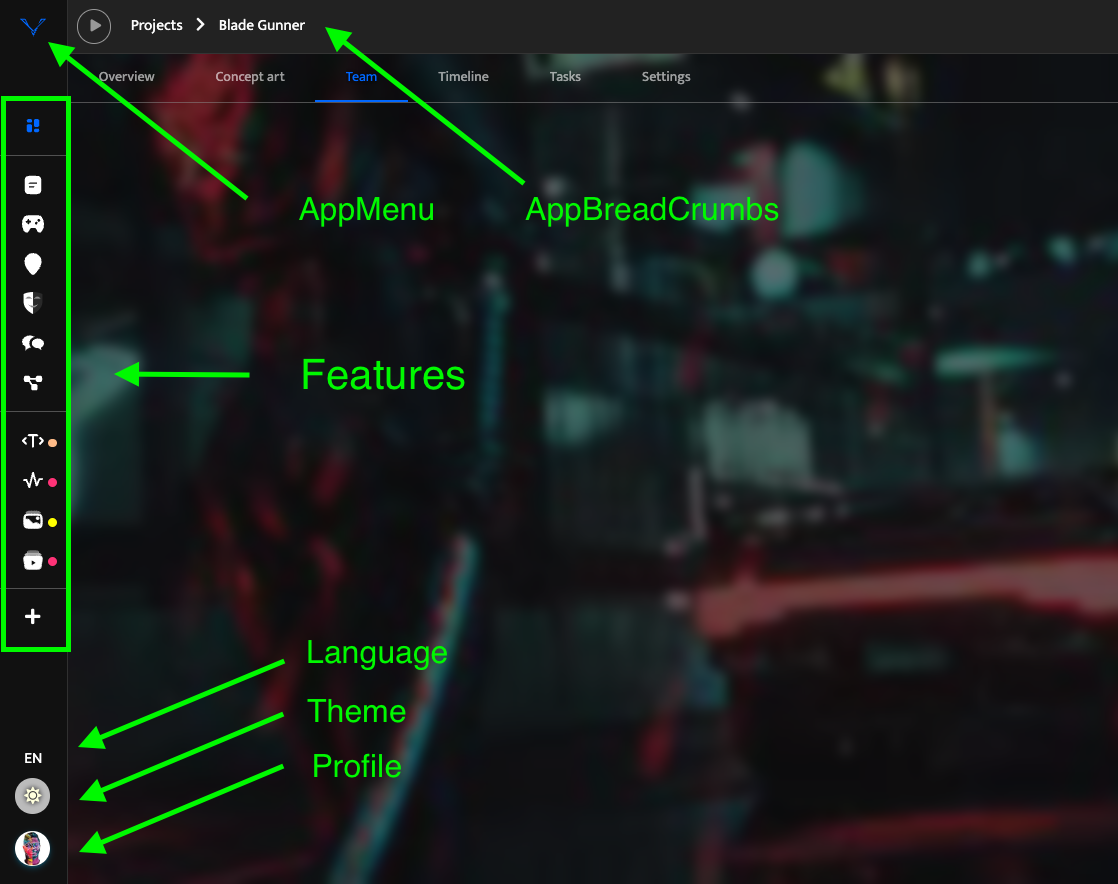 Projects > Blade Gunner
Overview Concept art Team Timeline Tasks Settings
AppMenu AppBreadCrumbs
Features
<T>
Language
Theme
EN
Profile